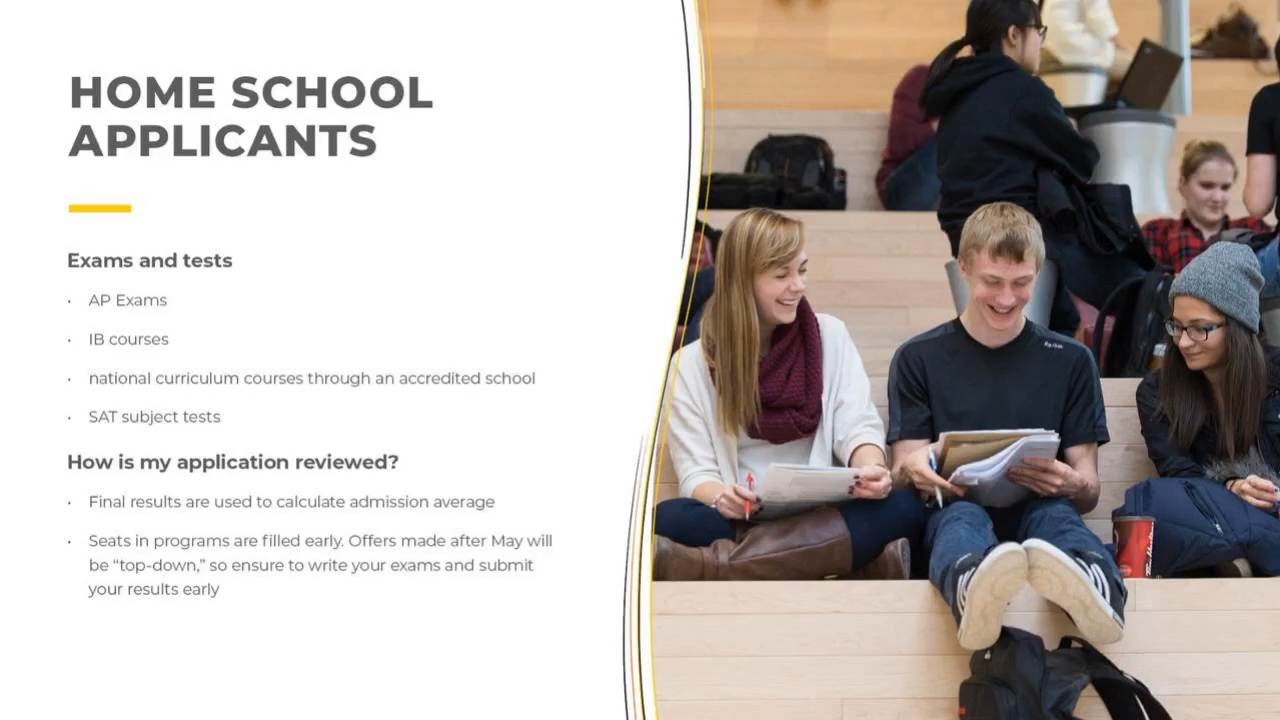 HOME SCHOOL
APPLICANTS
Exams and tests
• AP Exams
• IB courses
• national curriculum courses through an accredited school
• SAT subject tests
How is my application reviewed?
• Final results are used to calculate admission average
• Seats in programs are filled early. Offers made after May will
be “top-down,” so ensure to write your exams and submit
your results early